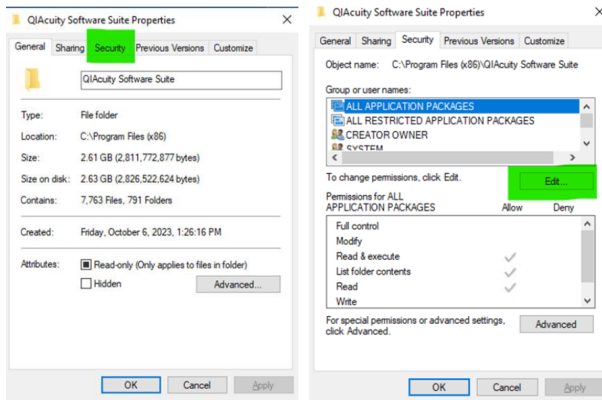 QIAcuity Software Suite Properties
General Sharing Security Previous Versions Customize
QIAcuity Software Suite
Type: File folder
Location: C:\Program Files (x86)
Size: 2.61 GB (2,811,772,877 bytes)
Size on disk: 2.63 GB (2,826,522,624 bytes)
Contains: 7,763 Files, 791 Folders
Created: Friday, October 6, 2023, 1:26:16 PM
Attributes: Read-only (Only applies to files in folder)
Hidden Advanced...
OK Cancel Apply
QIAcuity Software Suite Properties
General Sharing Security Previous Versions Customize
Object name: C:\Program Files (x86)\QIAcuity Software Suite
Group or user names:
ALL APPLICATION PACKAGES
ALL RESTRICTED APPLICATION PACKAGES
CREATOR OWNER
SYSTEM
To change permissions, click Edit. Edit...
Permissions for ALL
APPLICATION PACKAGES Allow Deny
Full control
Modify
Read & execute
List folder contents
Read
Write
For special permissions or advanced settings,
click Advanced. Advanced
OK Cancel Apply